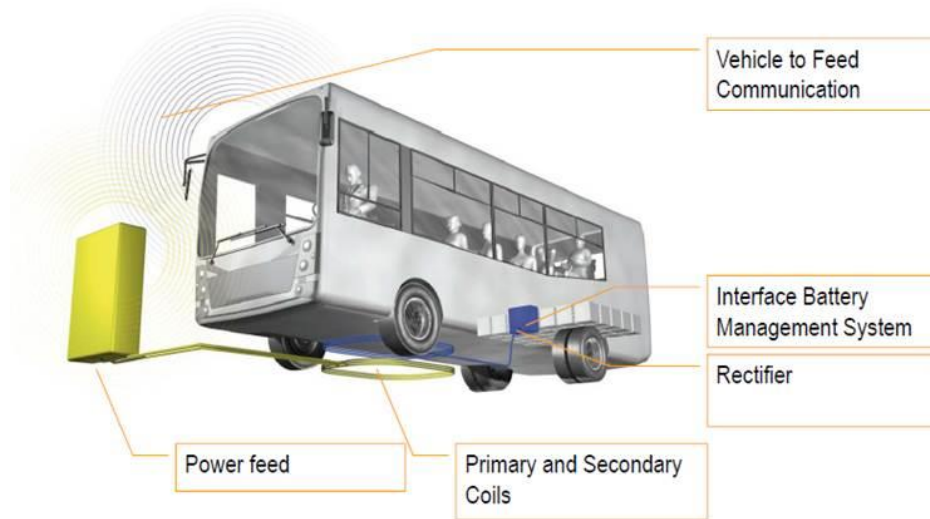 Vehicle to Feed
Communication
Interface Battery
Management System
Rectifier
Power feed
Primary and Secondary
Coils